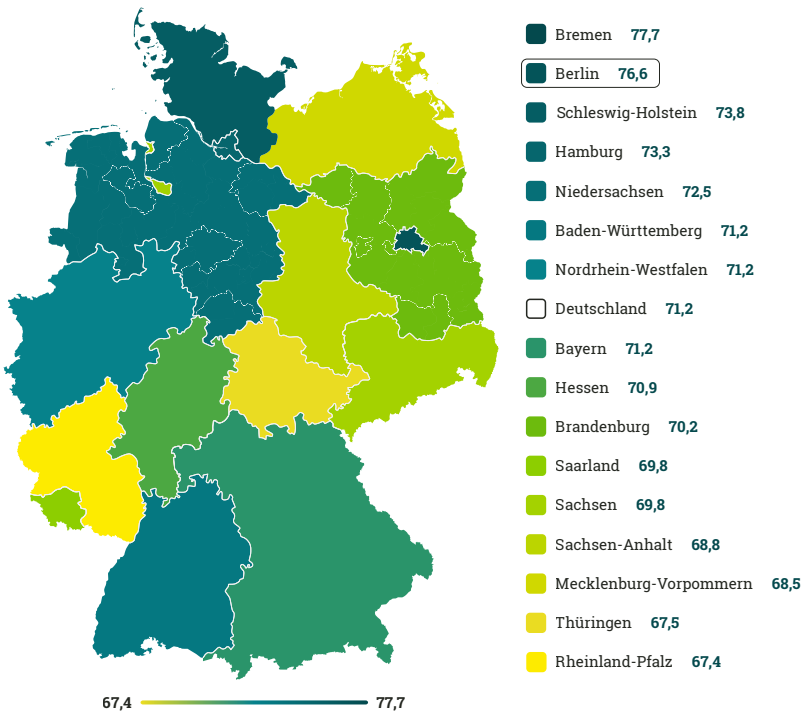 Bremen 77,7
Berlin 76,6
Schleswig-Holstein 73,8
Hamburg 73,3
Niedersachsen 72,5
Baden-Württemberg 71,2
Nordrhein-Westfalen 71,2
Deutschland 71,2
Bayern 71,2
Hessen 70,9
Brandenburg 70,2
Saarland 69,8
Sachsen 69,8
Sachsen-Anhalt 68,8
Mecklenburg-Vorpommern 68,5
Thüringen 67,5
Rheinland-Pfalz 67,4
67,4 77,7